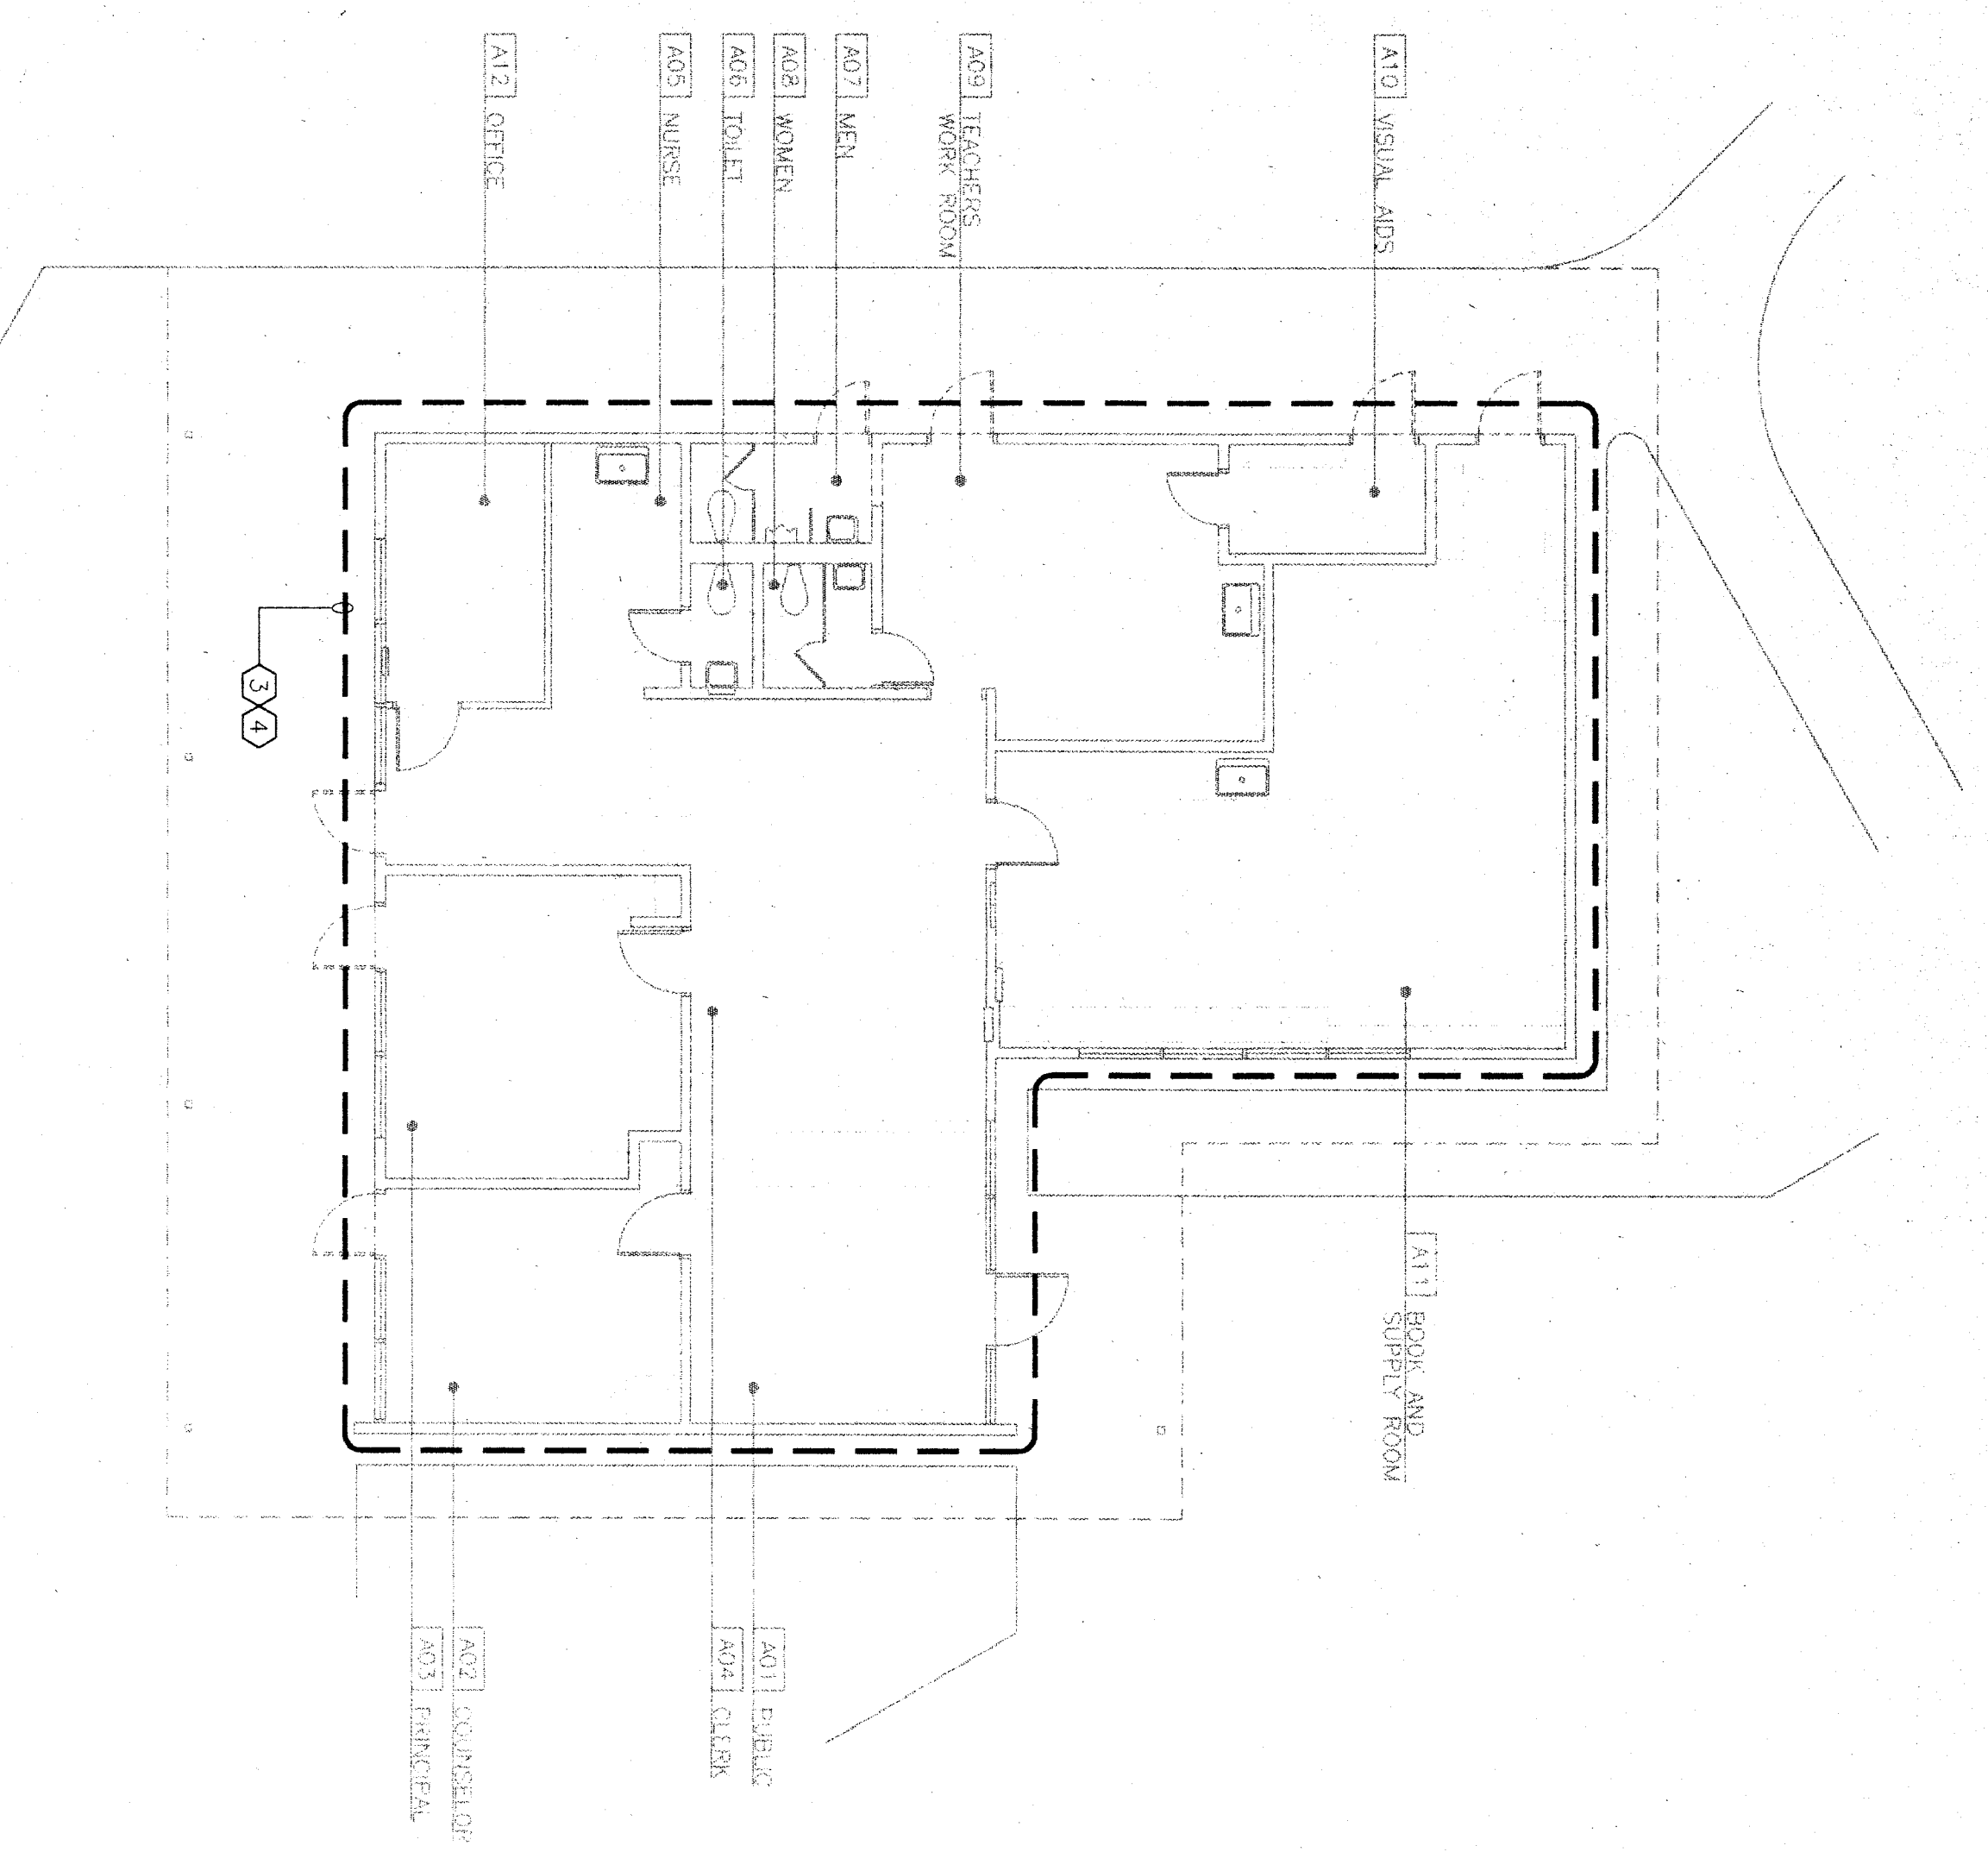 A10 VISUAL AIDS
A09 TEACHERS
WORK ROOM
A07 MEN
A08 WOMEN
A06 TOILET
A05 NURSE
A12 OFFICE
A11 BOOK AND
SUPPLY ROOM
A01 PUBLIC
A04 CLERK
A02 COUNSELOR
A03 PRINCIPAL
3 4